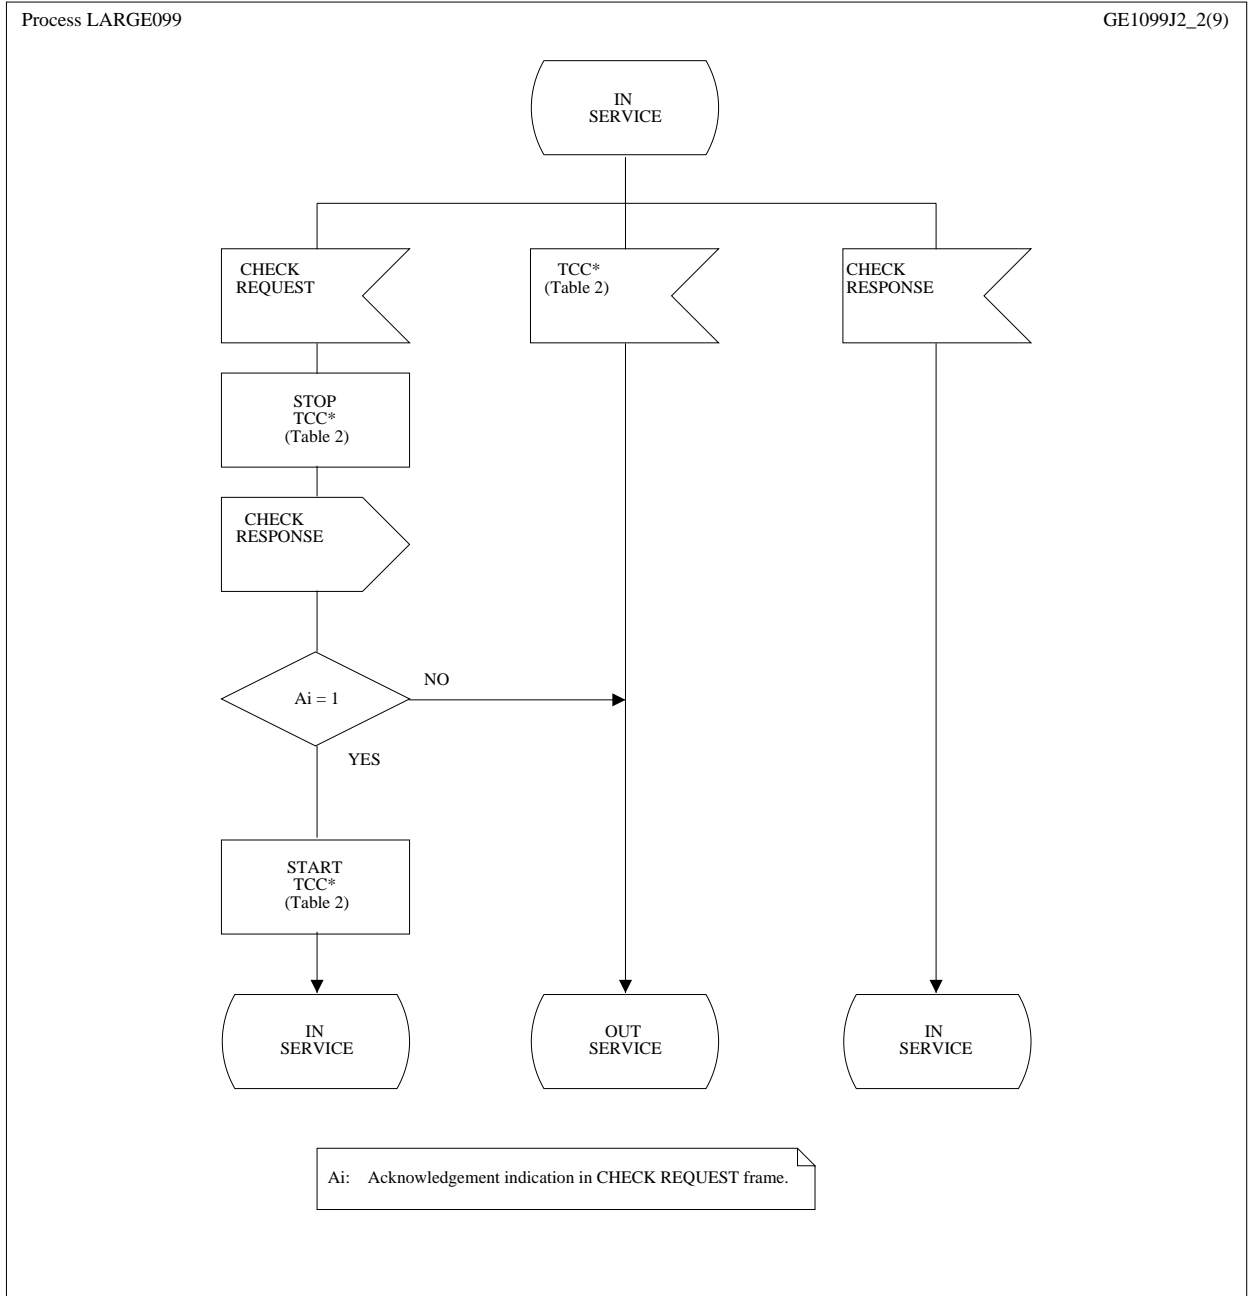 Process LARGE099
GE1099J2_2(9)
IN
SERVICE
CHECK
REQUEST
TCC*
(Table 2)
CHECK
RESPONSE
STOP
TCC*
(Table 2)
CHECK
RESPONSE
Ai = 1
NO
YES
START
TCC*
(Table 2)
IN
SERVICE
OUT
SERVICE
IN
SERVICE
Ai: Acknowledgement indication in CHECK REQUEST frame.